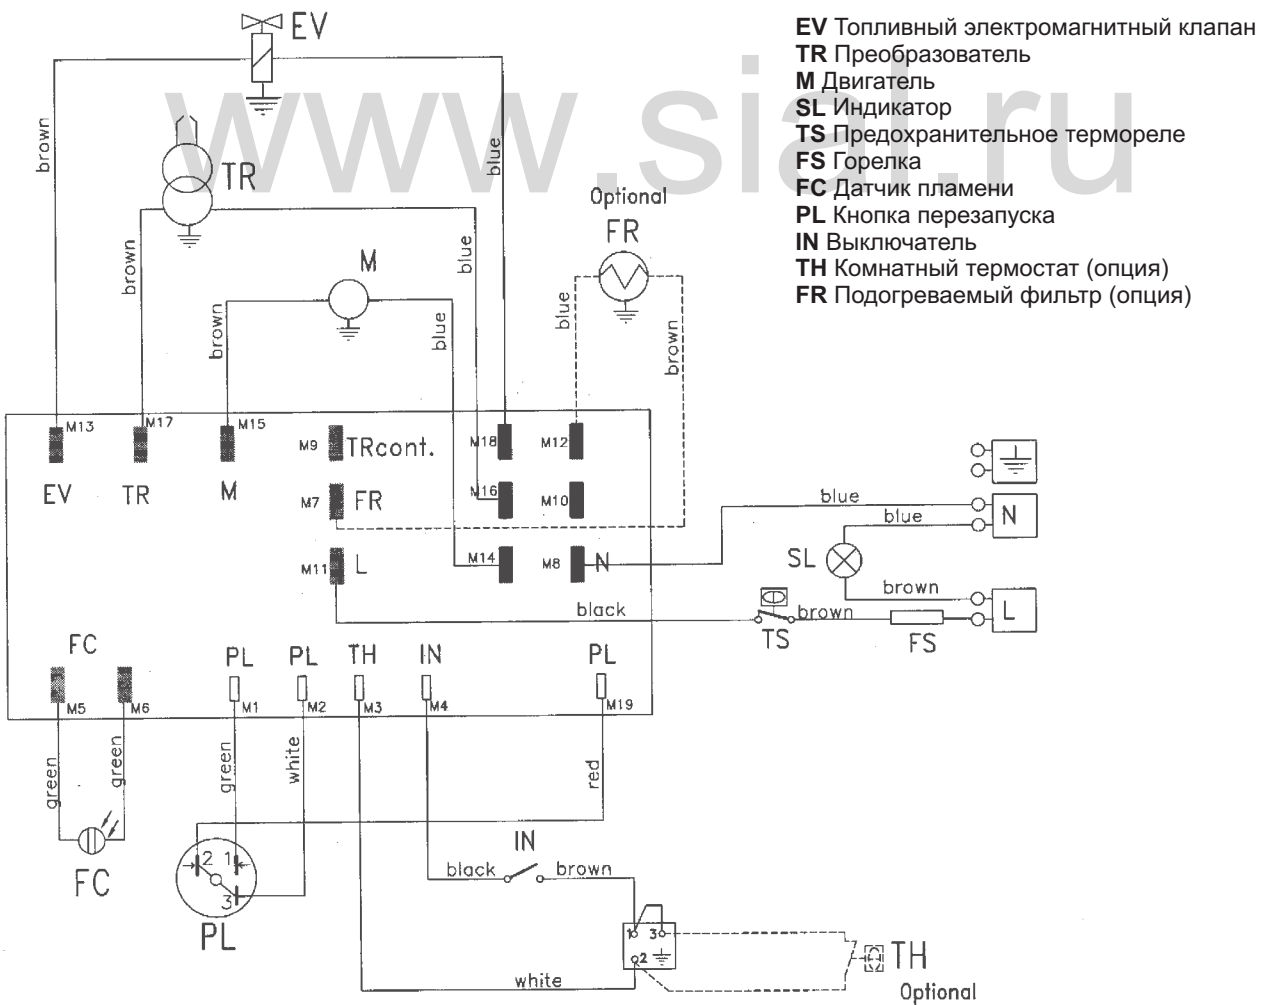 EV
EV Топливный электромагнитный клапан
TR Преобразователь
M Двигатель
SL Индикатор
TS Предохранительное термореле
FS Горелка
FC Датчик пламени
PL Кнопка перезапуска
IN Выключатель
TH Комнатный термостат (опция)
FR Подогреваемый фильтр (опция)
www.sial.ru
brown
blue
TR
Optional
FR
brown
blue
M
brown
blue
blue
brown
M13
M17
M15
M9
TRcont.
M18
M12
EV
TR
M
M7
FR
M16
M10
M11
L
M14
M8
N
blue
blue
N
SL
brown
L
black
TS
brown
FS
FC
PL
PL
TH
IN
PL
M5
M6
M1
M2
M3
M4
M19
green
green
green
white
red
FC
2
1
3
PL
IN
black
brown
1
3
2
white
TH
Optional